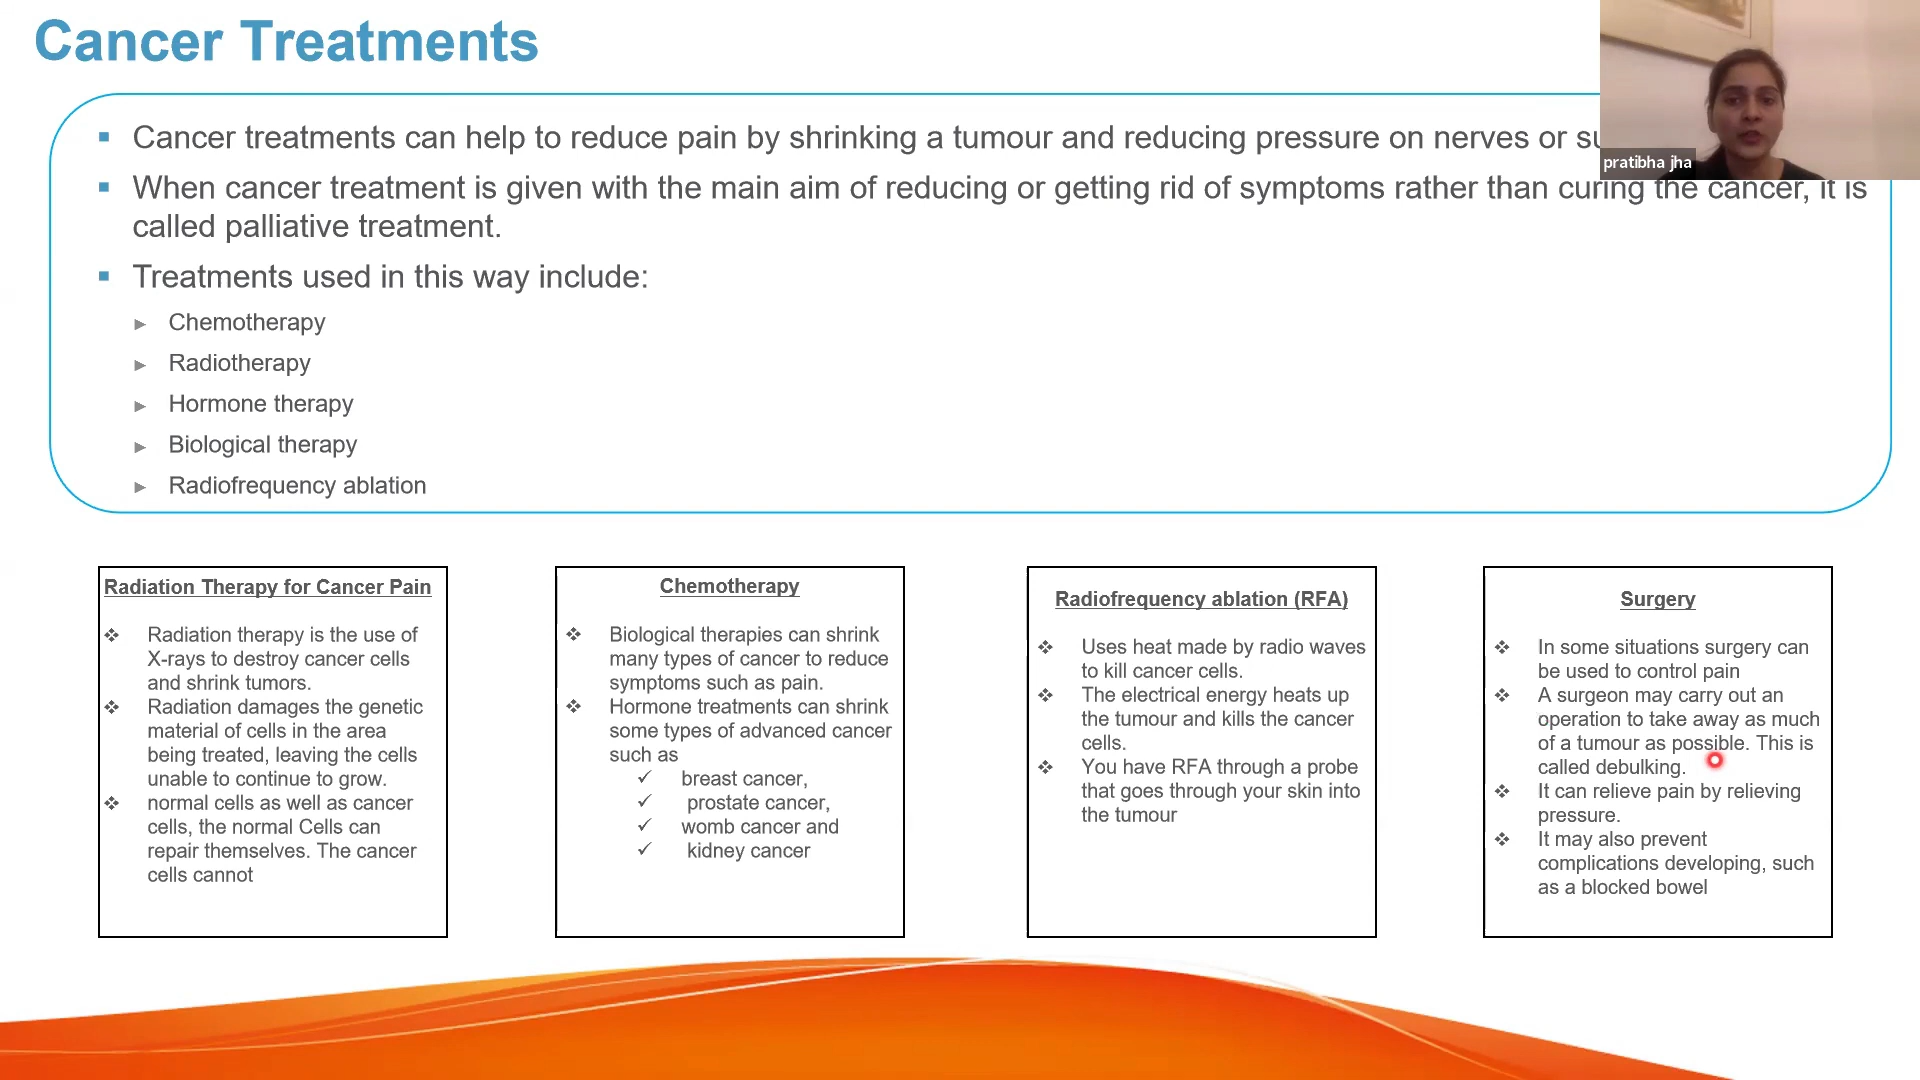 Cancer Treatments
Cancer treatments can help to reduce pain by shrinking a tumour and reducing pressure on nerves or
pratibha jha
When cancer treatment is given with the main aim of reducing or getting rid of symptoms rather than curing the cancer, it is
called palliative treatment.
Treatments used in this way include:
Chemotherapy
Radiotherapy
Hormone therapy
Biological therapy
Radiofrequency ablation
Radiation Therapy for Cancer Pain
Radiation therapy is the use of
X-rays to destroy cancer cells
and shrink tumors.
Radiation damages the genetic
material of cells in the area
being treated, leaving the cells
unable to continue to grow.
normal cells as well as cancer
cells, the normal Cells can
repair themselves. The cancer
cells cannot
Chemotherapy
Biological therapies can shrink
many types of cancer to reduce
symptoms such as pain.
Hormone treatments can shrink
some types of advanced cancer
such as
breast cancer,
prostate cancer,
womb cancer and
kidney cancer
Radiofrequency ablation (RFA)
Uses heat made by radio waves
to kill cancer cells.
The electrical energy heats up
the tumour and kills the cancer
cells.
You have RFA through a probe
that goes through your skin into
the tumour
Surgery
In some situations surgery can
be used to control pain
A surgeon may carry out an
operation to take away as much
of a tumour as possible. This is
called debulking.
It can relieve pain by relieving
pressure.
It may also prevent
complications developing, such
as a blocked bowel